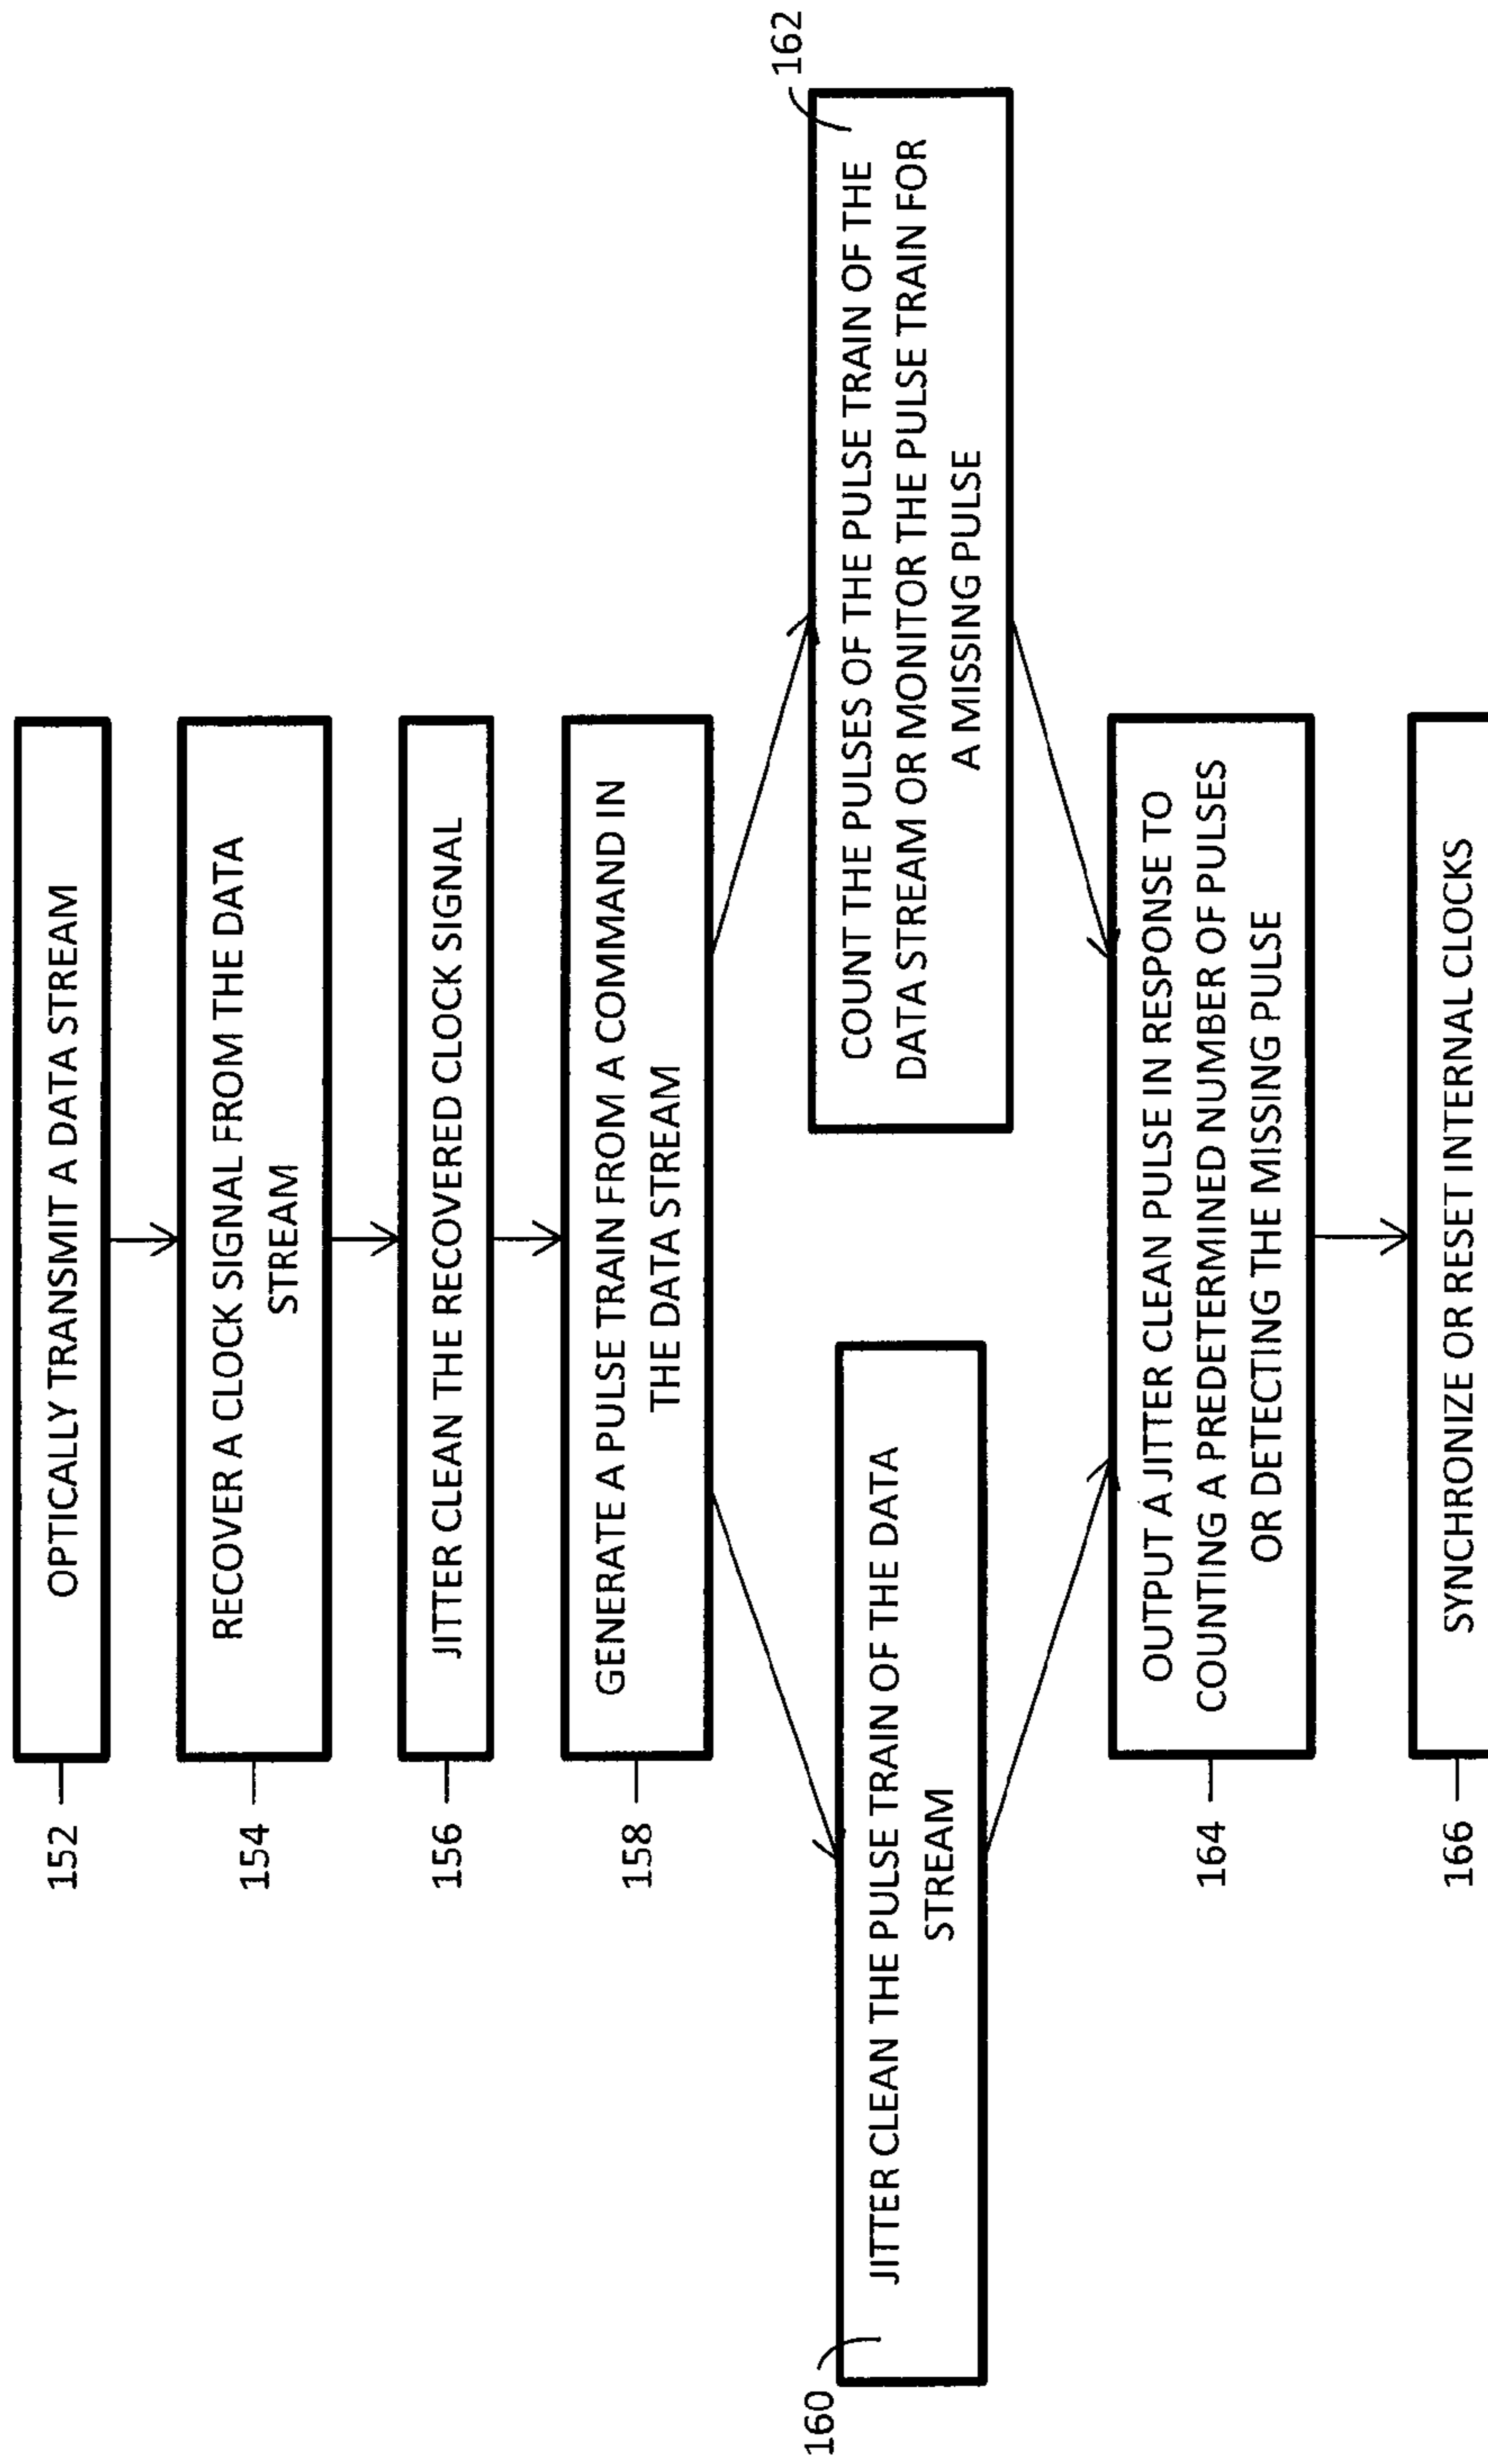 152
OPTICALLY TRANSMIT A DATA STREAM
154
RECOVER A CLOCK SIGNAL FROM THE DATA
STREAM
156
JITTER CLEAN THE RECOVERED CLOCK SIGNAL
158
GENERATE A PULSE TRAIN FROM A COMMAND IN
THE DATA STREAM
160
JITTER CLEAN THE PULSE TRAIN OF THE DATA
STREAM
162
COUNT THE PULSES OF THE PULSE TRAIN OF THE
DATA STREAM OR MONITOR THE PULSE TRAIN FOR
A MISSING PULSE
164
OUTPUT A JITTER CLEAN PULSE IN RESPONSE TO
COUNTING A PREDETERMINED NUMBER OF PULSES
OR DETECTING THE MISSING PULSE
166
SYNCHRONIZE OR RESET INTERNAL CLOCKS